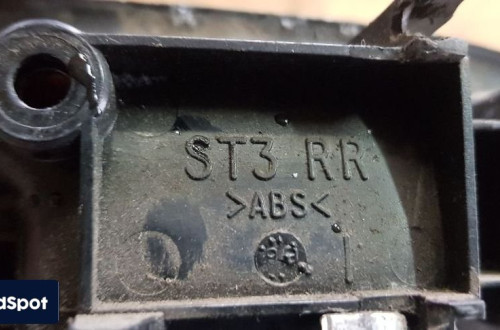 ST3 RR
>ABS<
dSpot